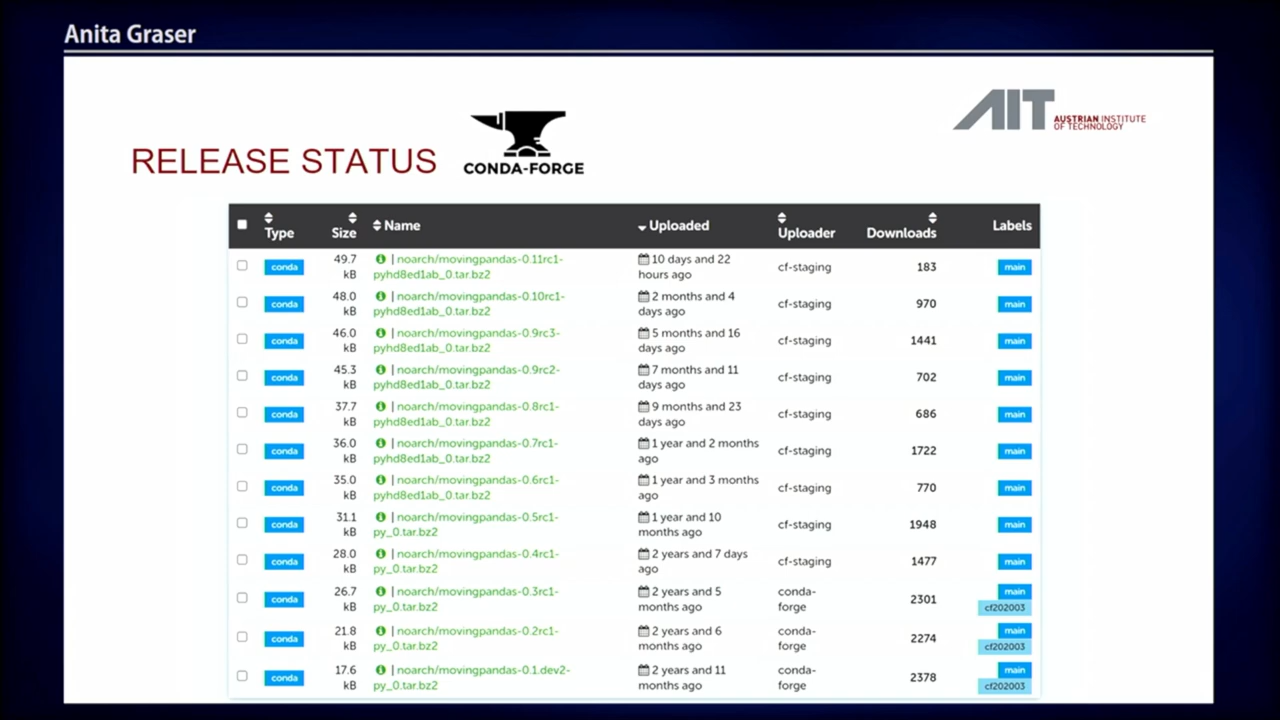 Anita Graser
AIT AUSTRIAN INSTITUTE
OF TECHNOLOGY
RELEASE STATUS
CONDA-FORGE
Type Size Name Uploaded Uploader Downloads Labels
conda 49.7 kB | noarch/movingpandas-0.11rc1-pyhd8ed1ab_0.tar.bz2 10 days and 22 hours ago cf-staging 183 main
conda 48.0 kB | noarch/movingpandas-0.10rc1-pyhd8ed1ab_0.tar.bz2 2 months and 4 days ago cf-staging 970 main
conda 46.0 kB | noarch/movingpandas-0.9rc3-pyhd8ed1ab_0.tar.bz2 5 months and 16 days ago cf-staging 1441 main
conda 45.3 kB | noarch/movingpandas-0.9rc2-pyhd8ed1ab_0.tar.bz2 7 months and 11 days ago cf-staging 702 main
conda 37.7 kB | noarch/movingpandas-0.8rc1-pyhd8ed1ab_0.tar.bz2 9 months and 23 days ago cf-staging 686 main
conda 36.0 kB | noarch/movingpandas-0.7rc1-pyhd8ed1ab_0.tar.bz2 1 year and 2 months ago cf-staging 1722 main
conda 35.0 kB | noarch/movingpandas-0.6rc1-pyhd8ed1ab_0.tar.bz2 1 year and 3 months ago cf-staging 770 main
conda 31.1 kB | noarch/movingpandas-0.5rc1-py_0.tar.bz2 1 year and 10 months ago cf-staging 1948 main
conda 28.0 kB | noarch/movingpandas-0.4rc1-py_0.tar.bz2 2 years and 7 days ago cf-staging 1477 main
conda 26.7 kB | noarch/movingpandas-0.3rc1-py_0.tar.bz2 2 years and 5 months ago conda-forge 2301 main cf202003
conda 21.8 kB | noarch/movingpandas-0.2rc1-py_0.tar.bz2 2 years and 6 months ago conda-forge 2274 main cf202003
conda 17.6 kB | noarch/movingpandas-0.1.dev2-py_0.tar.bz2 2 years and 11 months ago conda-forge 2378 main cf202003